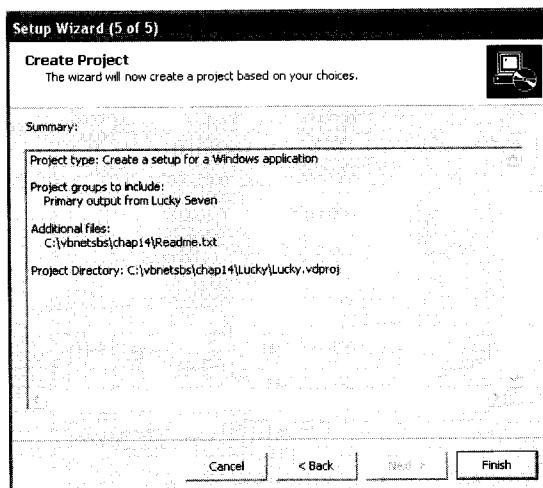 Setup Wizard (5 of 5)
Create Project
The wizard will now create a project based on your choices.
Summary:
Project type: Create a setup for a Windows application
Project groups to include:
Primary output from Lucky Seven
Additional files:
C:\vbnetsbs\chap14\Readme.txt
Project Directory: C:\vbnetsbs\chap14\Lucky\Lucky.vdproj
Cancel
< Back
Next >
Finish